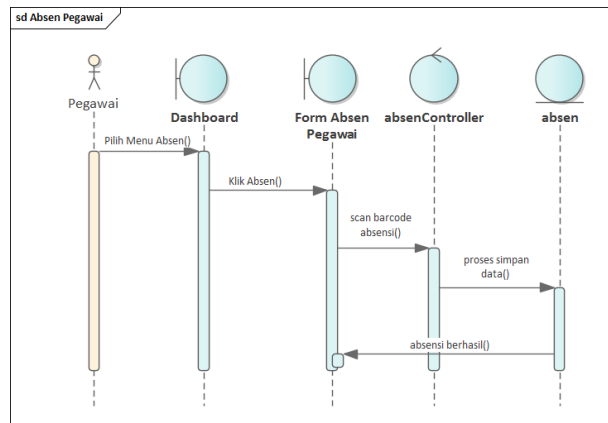 sd Absen Pegawai
Pegawai
Dashboard
Form Absen
Pegawai
absenController
absen
Pilih Menu Absen()
Klik Absen()
scan barcode
absensi()
proses simpan
data()
absensi berhasil()